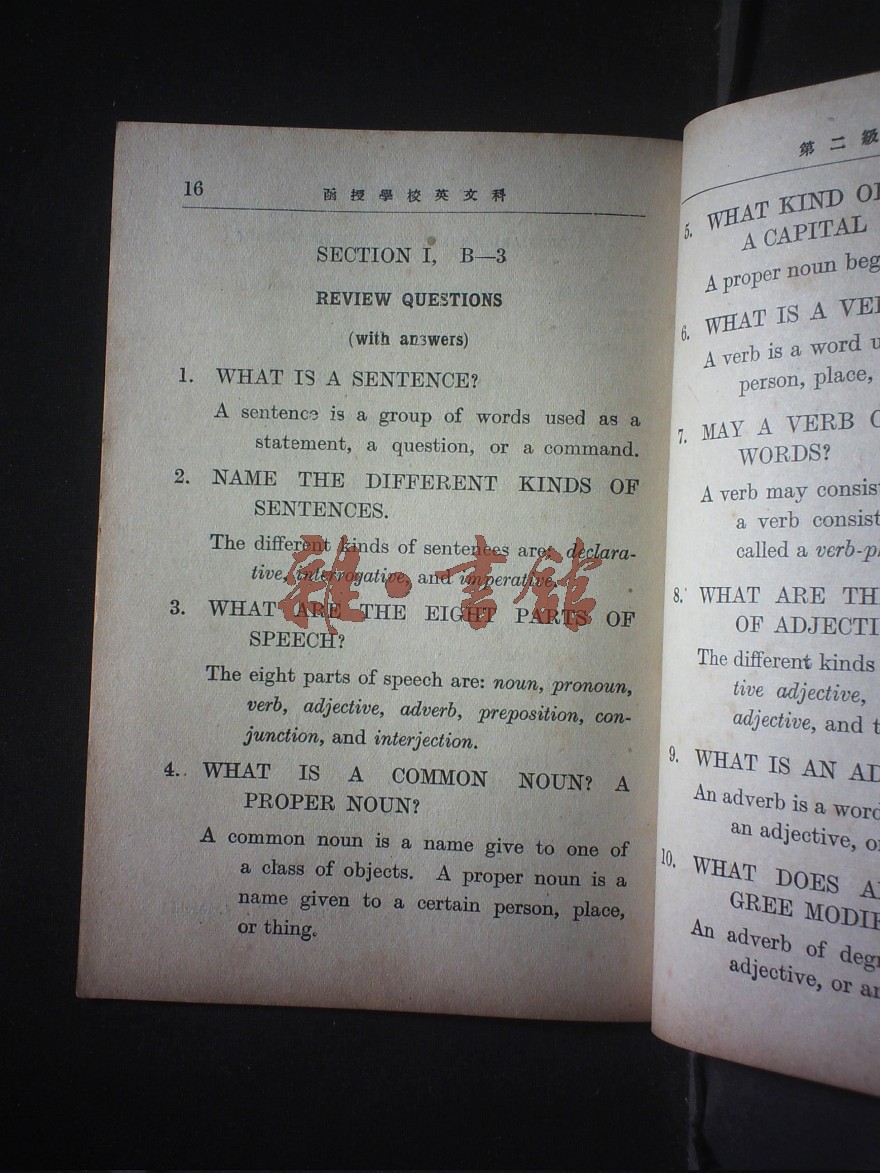 16
函授學校英文科
SECTION I, B—3
REVIEW QUESTIONS
(with answers)
1. WHAT IS A SENTENCE?
A sentence is a group of words used as a
statement, a question, or a command.
2. NAME THE DIFFERENT KINDS OF
SENTENCES.
The different kinds of sentences are: declara-
tive, interrogative, and imperative.
3. WHAT ARE THE EIGHT PARTS OF
SPEECH?
The eight parts of speech are: noun, pronoun,
verb, adjective, adverb, preposition, con-
junction, and interjection.
4. WHAT IS A COMMON NOUN? A
PROPER NOUN?
A common noun is a name give to one of
a class of objects. A proper noun is a
name given to a certain person, place,
or thing.
雜·書館
第二級
5. WHAT KIND
A CAPITAL
A proper noun
6. WHAT IS A
A verb is a word
person, place,
7. MAY A VERB
WORDS?
A verb may
a verb
called a
8. WHAT ARE
OF
The different kinds
tive adjective,
adjective, and
9. WHAT IS AN
An adverb is a
an adjective,
10. WHAT DOES
GREE
An adverb of
adjective, or